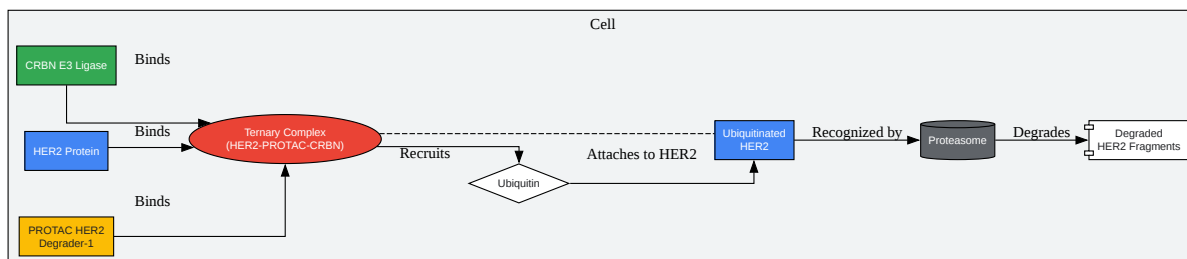 Cell
CRBN E3 Ligase
Binds
HER2 Protein
Binds
PROTAC HER2
Degrader-1
Binds
Ternary Complex
(HER2-PROTAC-CRBN)
Recruits
Ubiquitin
Attaches to HER2
Ubiquitinated
HER2
Recognized by
Proteasome
Degrades
Degraded
HER2 Fragments